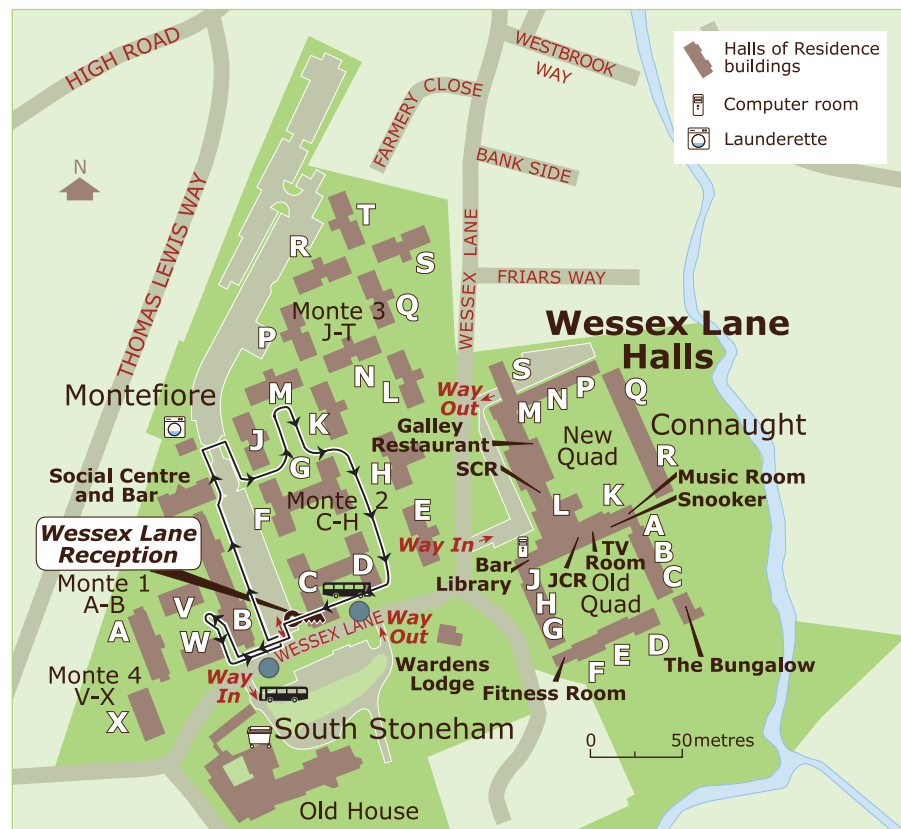 HIGH ROAD
WESTBROOK
WAY
Halls of Residence
buildings
Computer room
Launderette
FARMERY CLOSE
BANK SIDE
N
THOMAS LEWIS WAY
WESSEX LANE
FRIARS WAY
T
R
S
Q
Monte 3
J-T
P
N
L
M
K
J
G
H
Montefiore
Social Centre
and Bar
Monte 2
C-H
F
E
D
C
Wessex Lane
Reception
Monte 1
A-B
V
B
A
W
Monte 4
V-X
X
WESSEX LANE
Way
In
Way
Out
Wardens
Lodge
South Stoneham
Old House
Wessex Lane
Halls
S
P
Q
N
M
Way
Out
Galley
Restaurant
New
Quad
Connaught
SCR
R
Music Room
Snooker
K
L
A
Way In
Bar
Library
TV
Room
JCR
B
C
J
Old
Quad
H
G
D
E
F
The Bungalow
Fitness Room
0
50metres